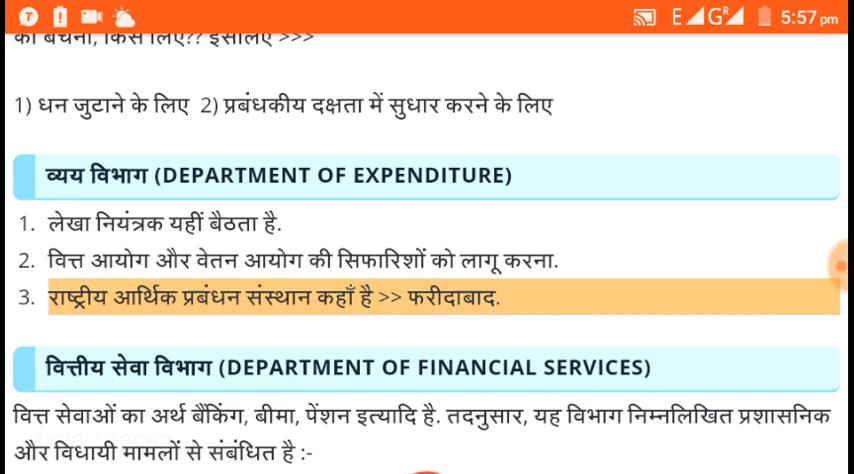 T E G R 5:57 pm
को बेचना, किस लिए?? इसलिए >>>
1) धन जुटाने के लिए 2) प्रबंधकीय दक्षता में सुधार करने के लिए
व्यय विभाग (DEPARTMENT OF EXPENDITURE)
1. लेखा नियंत्रक यहीं बैठता है.
2. वित्त आयोग और वेतन आयोग की सिफारिशों को लागू करना.
3. राष्ट्रीय आर्थिक प्रबंधन संस्थान कहाँ है >> फरीदाबाद.
वित्तीय सेवा विभाग (DEPARTMENT OF FINANCIAL SERVICES)
वित्त सेवाओं का अर्थ बैंकिंग, बीमा, पेंशन इत्यादि है. तदनुसार, यह विभाग निम्नलिखित प्रशासनिक
और विधायी मामलों से संबंधित है :-